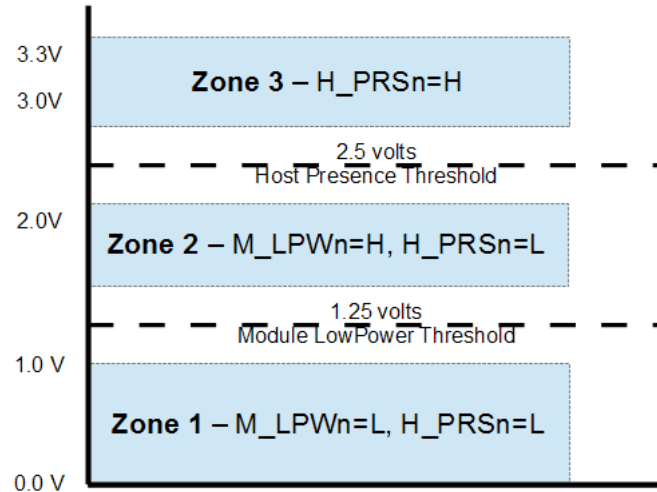 3.3V
Zone 3 – H_PRSn=H
3.0V
2.5 volts
Host Presence Threshold
2.0V
Zone 2 – M_LPWn=H, H_PRSn=L
1.25 volts
Module LowPower Threshold
1.0 V
Zone 1 – M_LPWn=L, H_PRSn=L
0.0 V